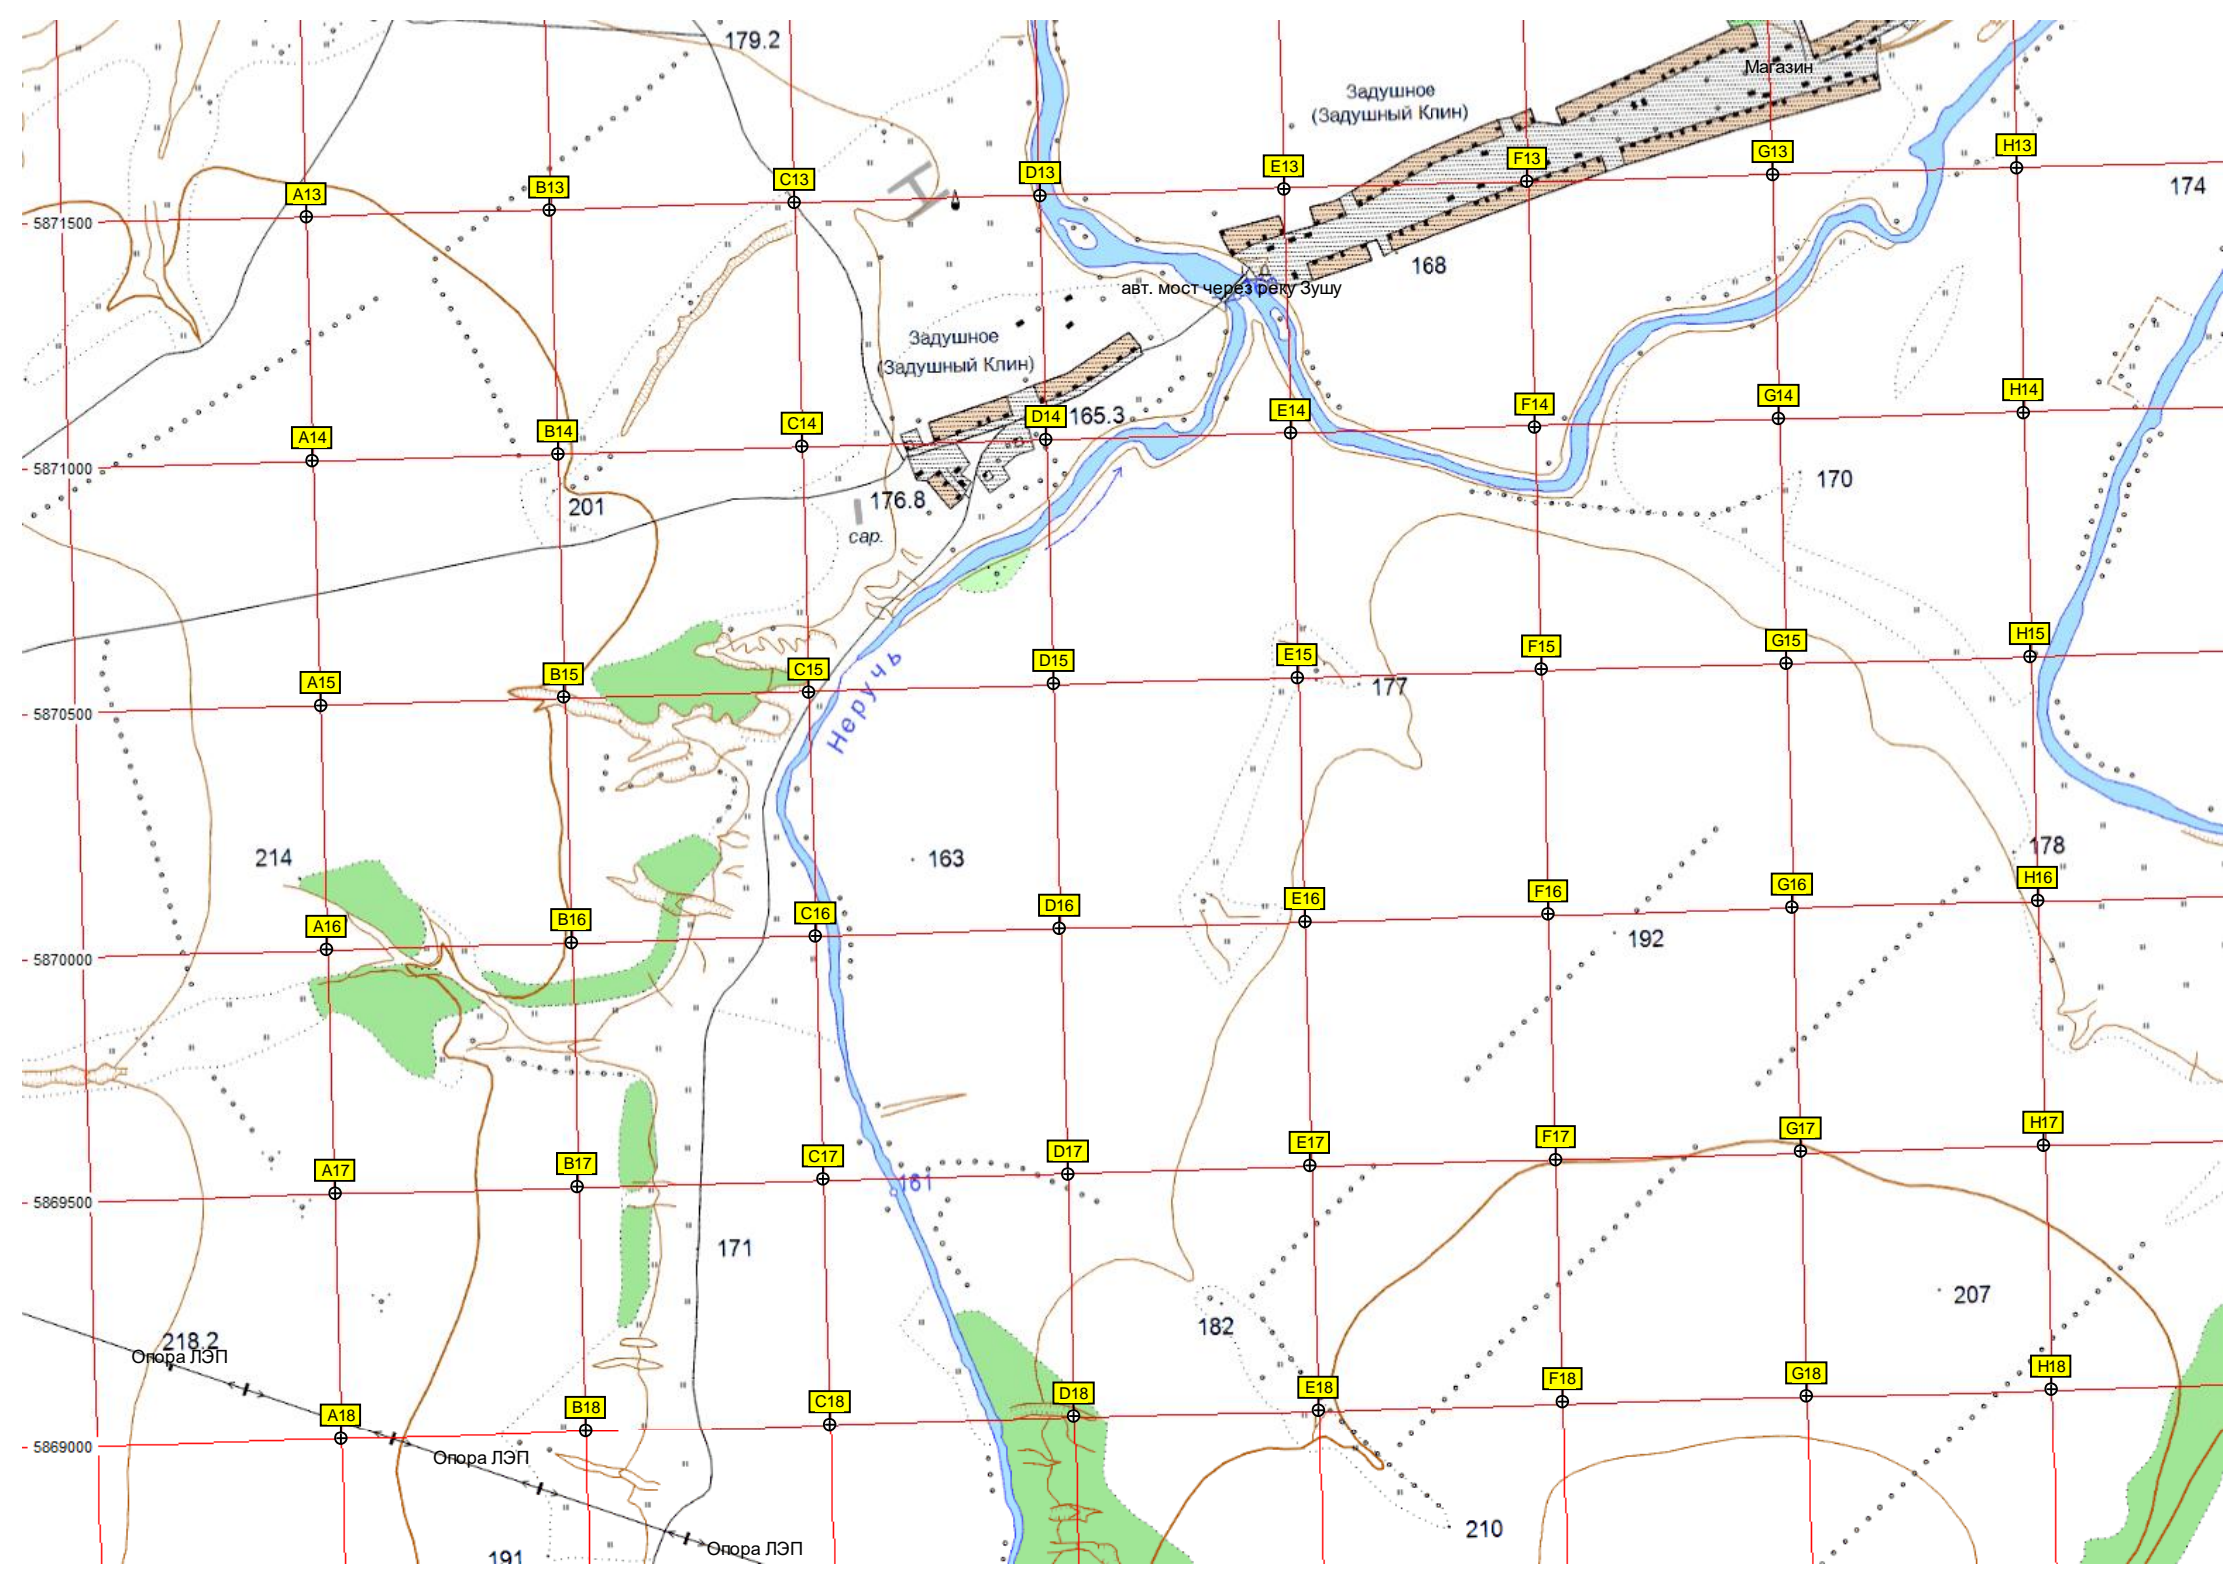 179.2
Магазин
Задушное
(Задушный Клин)
A13
B13
C13
D13
E13
F13
G13
H13
174
5871500
168
авт. мост через реку Зушу
Задушное
(Задушный Клин)
A14
B14
C14
D14
165.3
E14
F14
G14
H14
5871000
201
176.8
170
сар.
A15
B15
C15
D15
E15
F15
G15
H15
177
Неручь
5870500
214
163
178
A16
B16
C16
D16
E16
F16
G16
H16
192
5870000
A17
B17
C17
D17
E17
F17
G17
H17
161
5869500
171
207
182
218.2
Опора ЛЭП
A18
B18
C18
D18
E18
F18
G18
H18
5869000
Опора ЛЭП
210
Опора ЛЭП
191